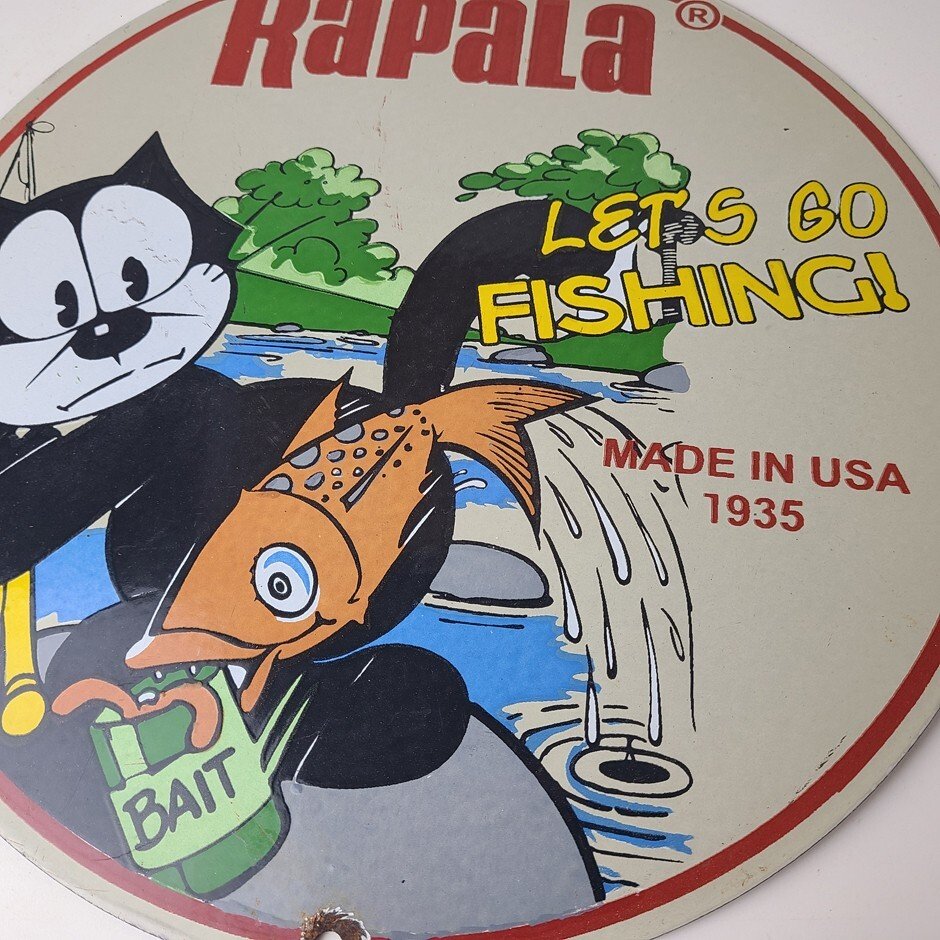 RAPALA®
LET'S GO
FISHING!
MADE IN USA
1935
BAIT